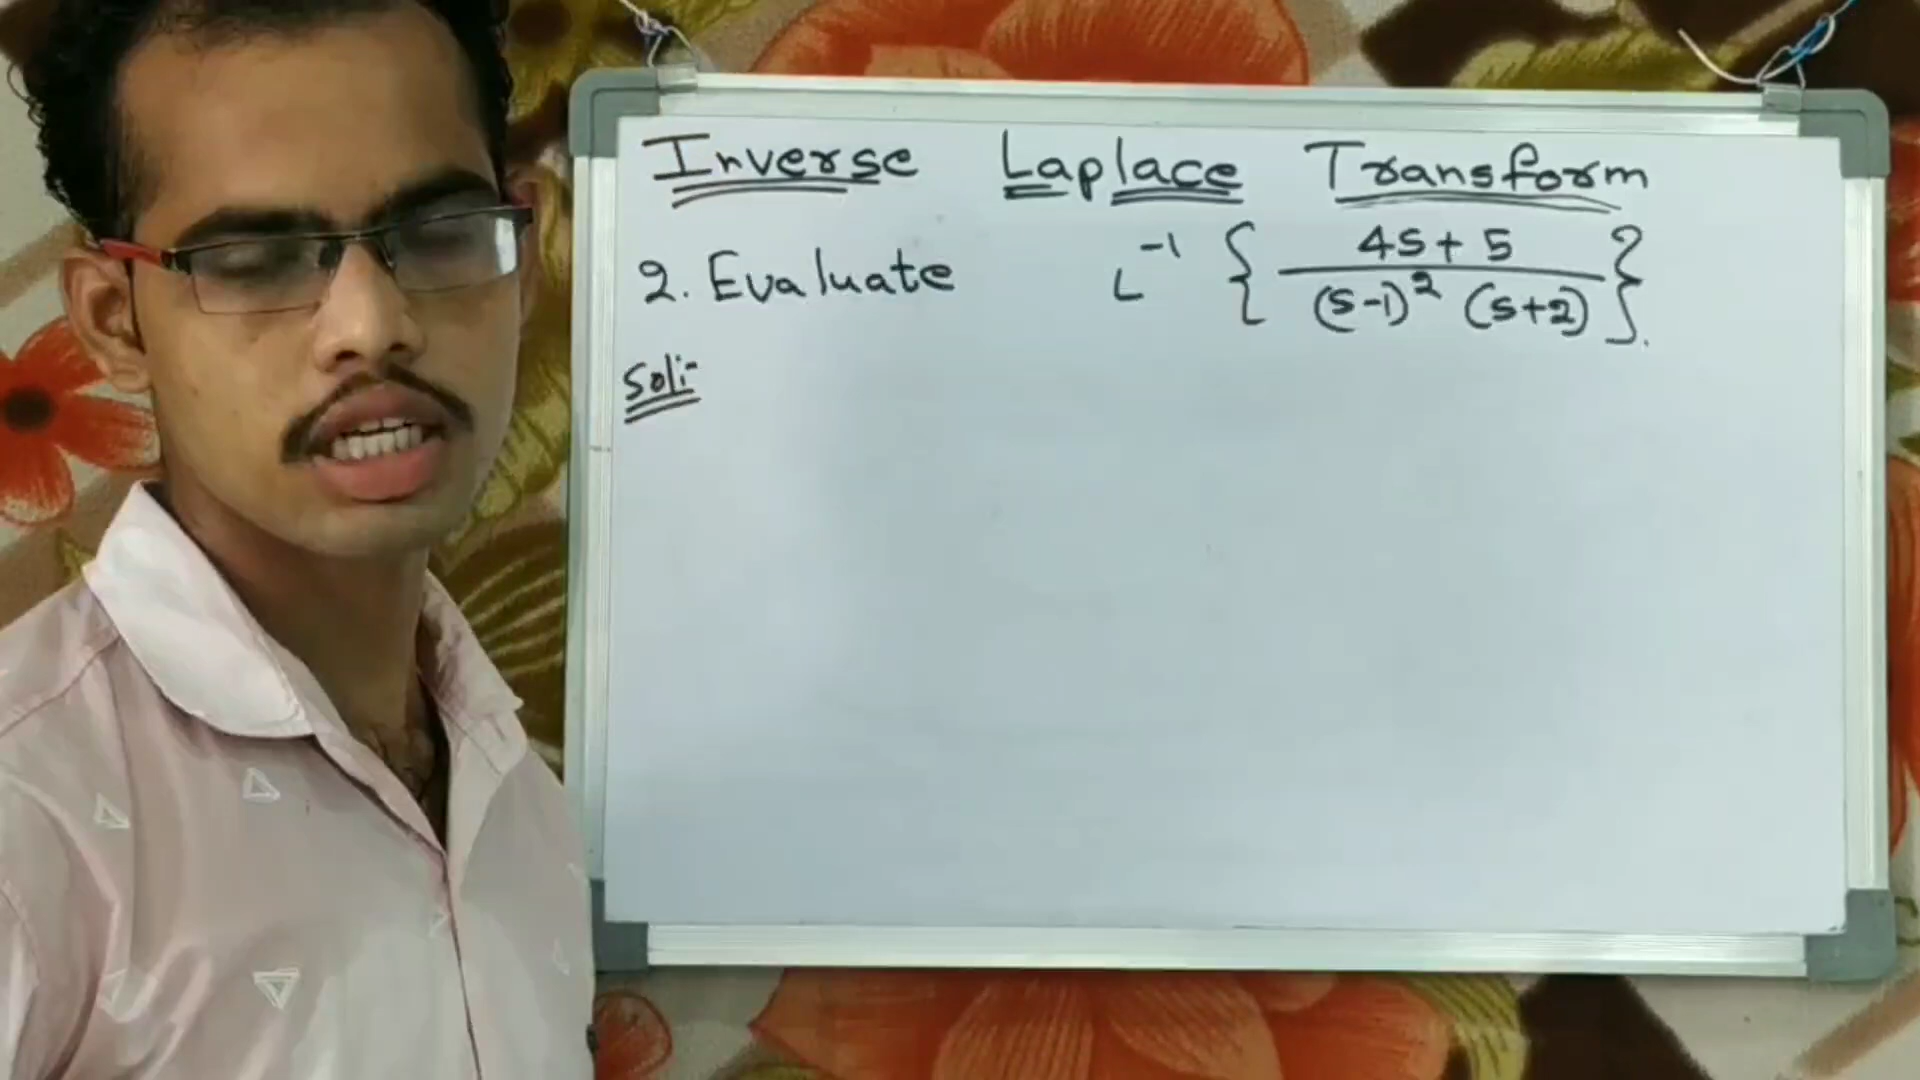 Inverse Laplace Transform
2. Evaluate L⁻¹ { 4s+5 / (s-1)² (s+2) }.
Sol:-